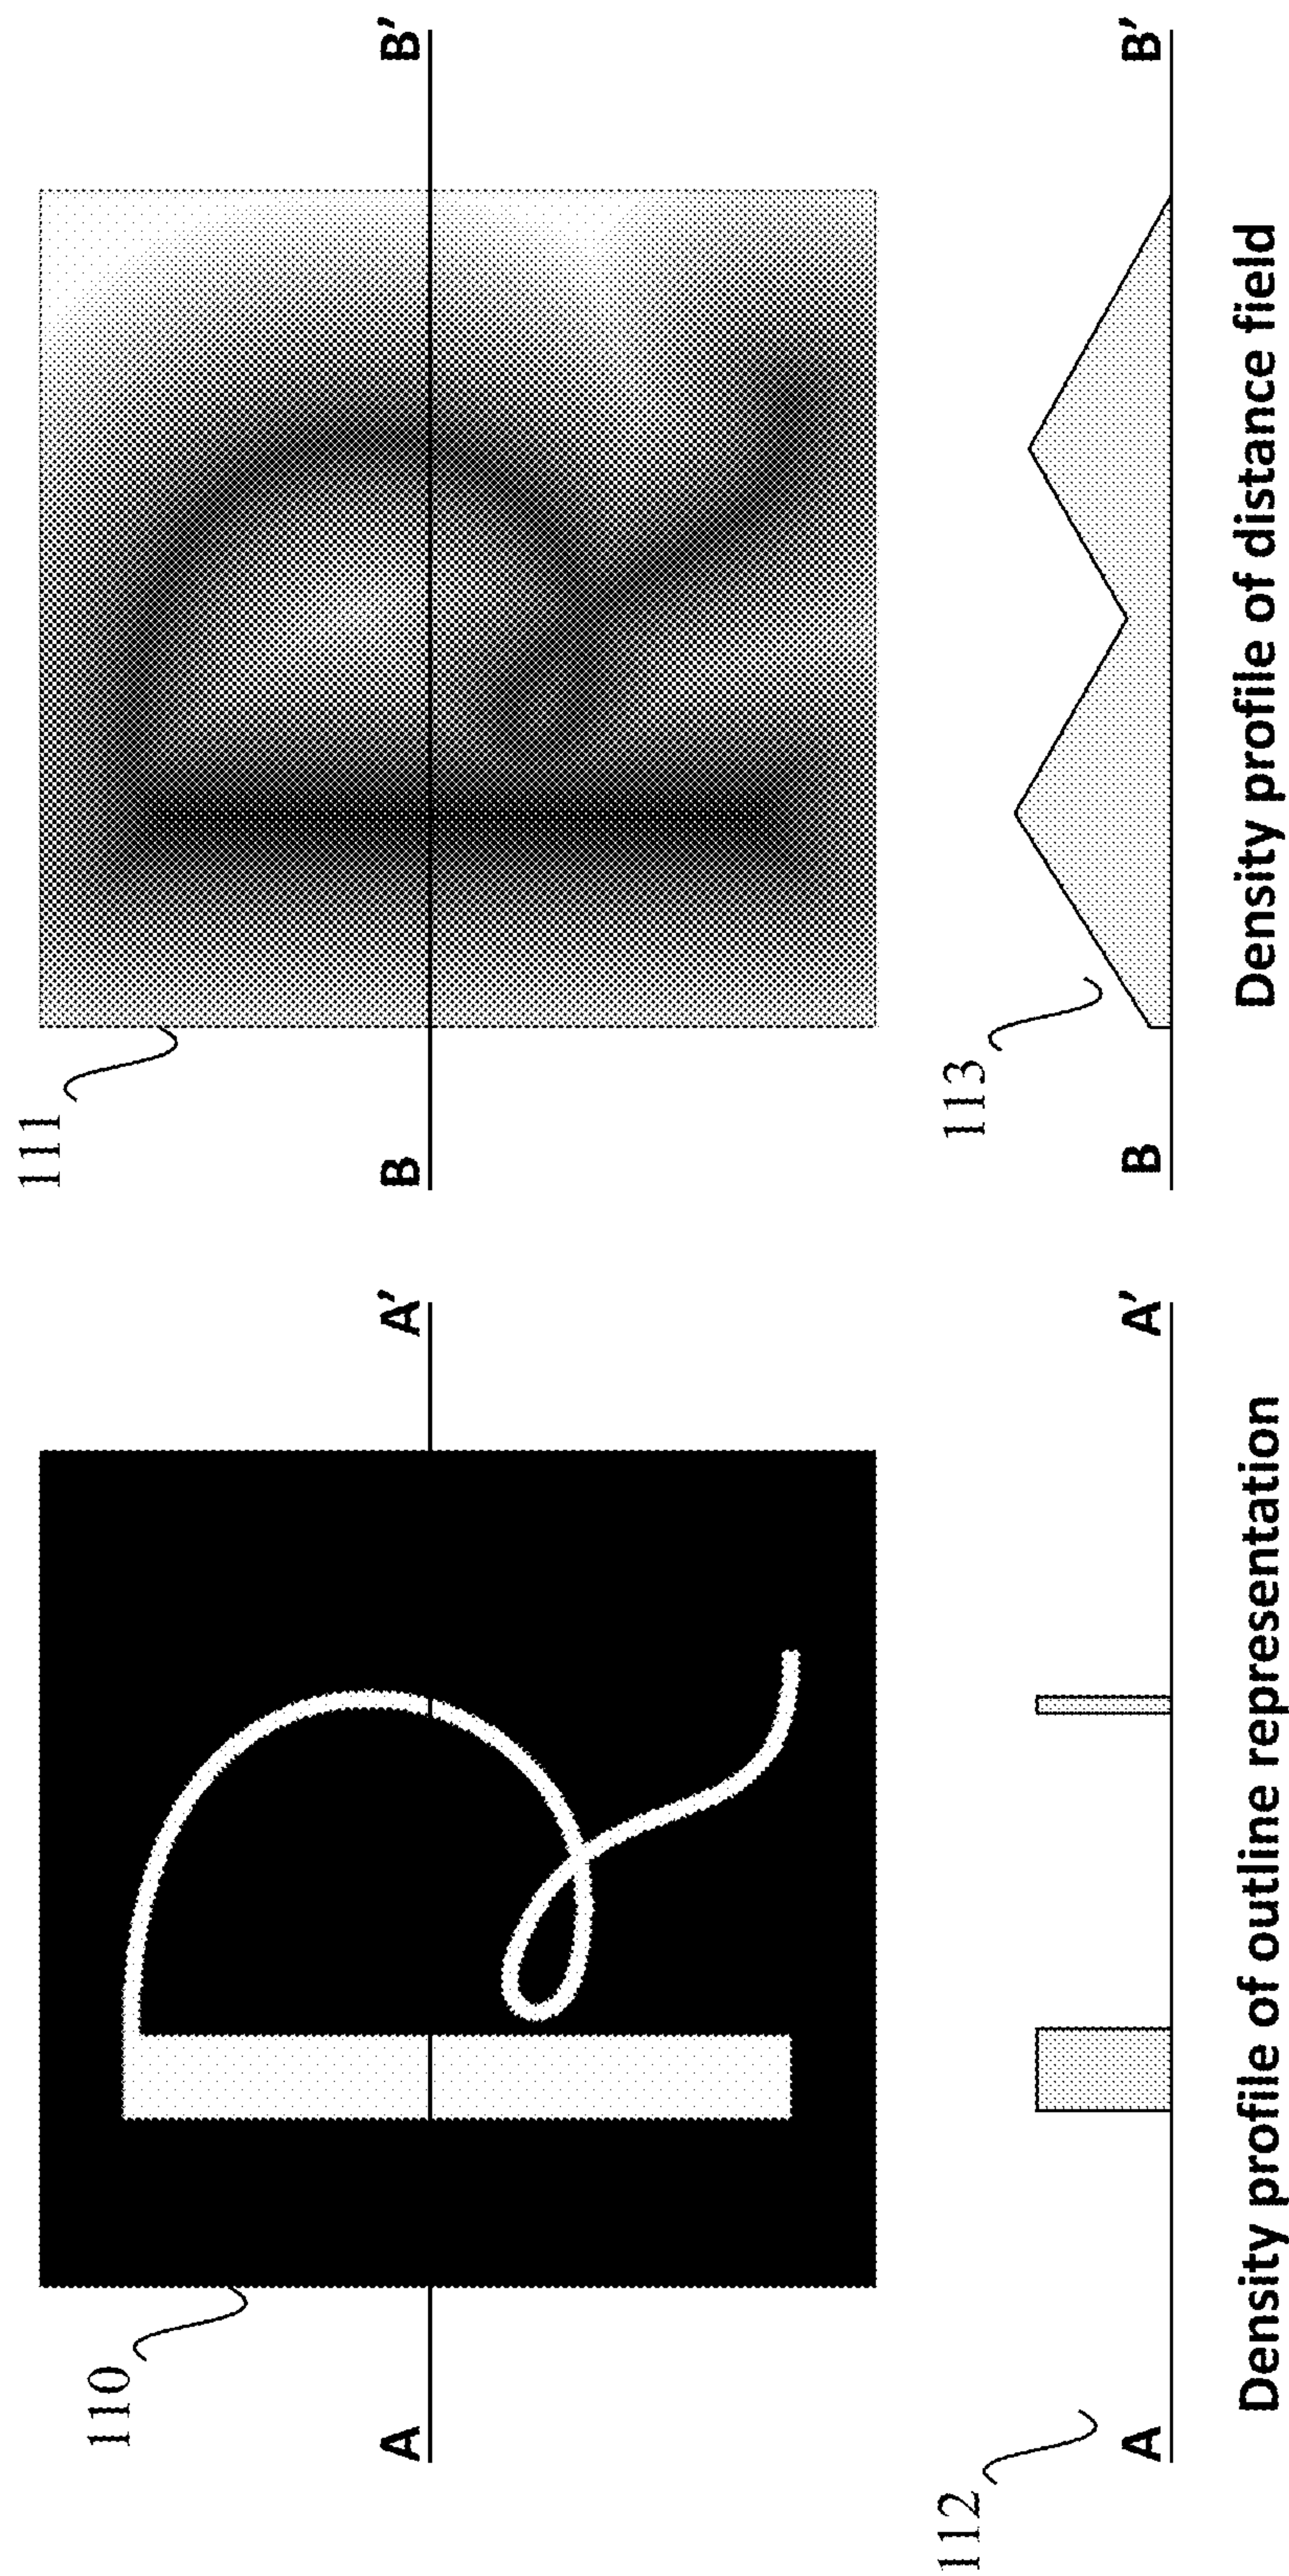 110
111
R
A A'
B B'
112
113
A A'
B B'
Density profile of outline representation
Density profile of distance field